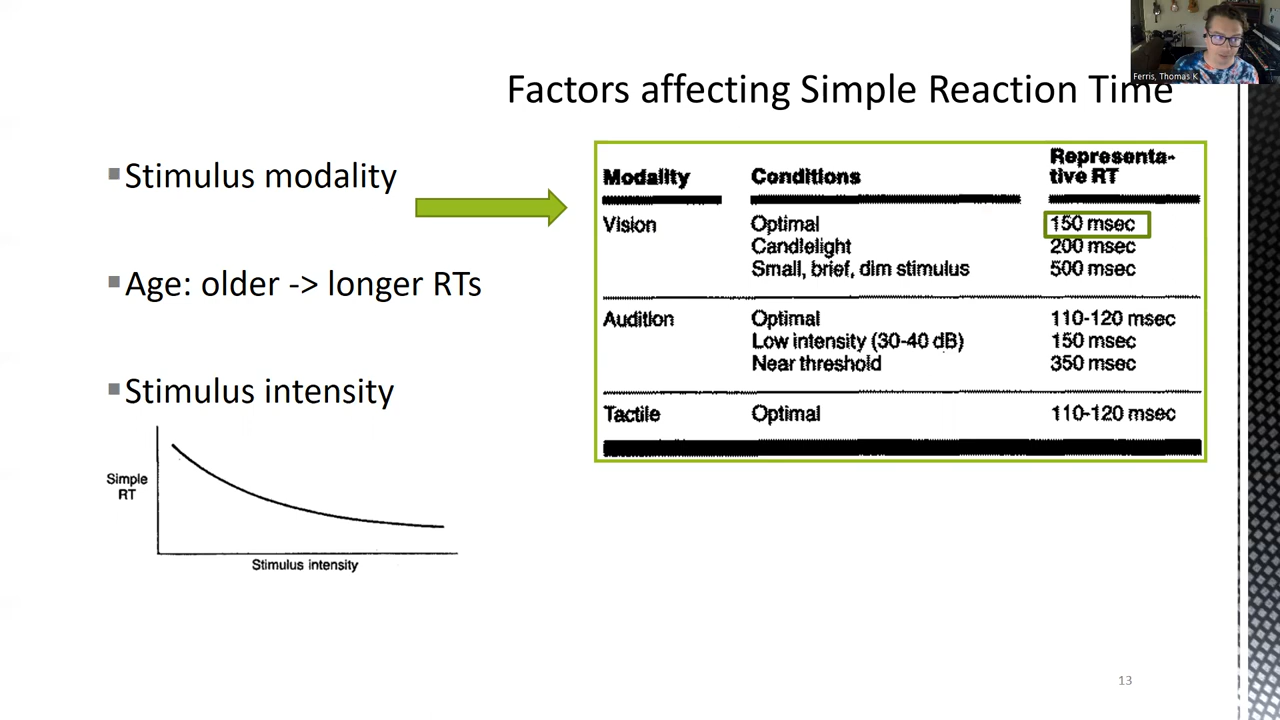 Ferris, Thomas K
Factors affecting Simple Reaction Time
▪Stimulus modality
▪Age: older -> longer RTs
▪Stimulus intensity
Simple
RT
Stimulus intensity
Modality Conditions Representa-
tive RT
Vision Optimal 150 msec
Candlelight 200 msec
Small, brief, dim stimulus 500 msec
Audition Optimal 110-120 msec
Low intensity (30-40 dB) 150 msec
Near threshold 350 msec
Tactile Optimal 110-120 msec
13